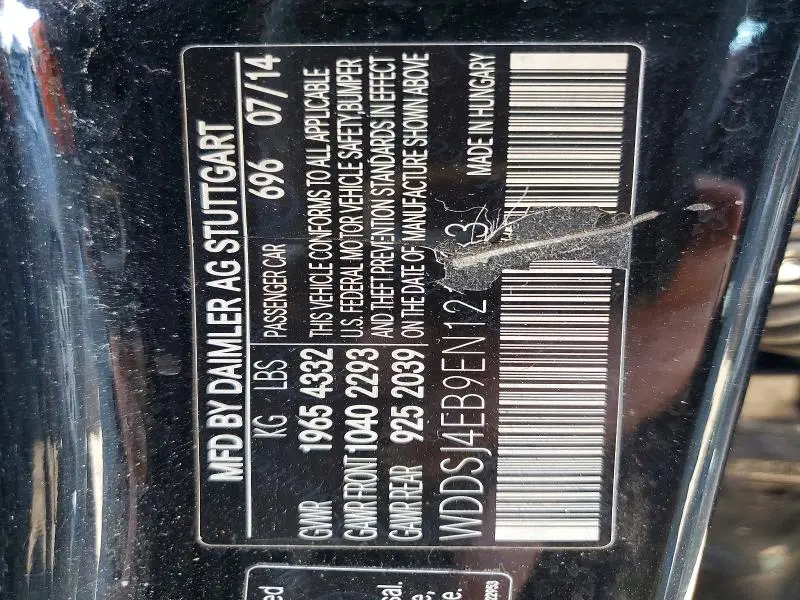 MFD BY DAIMLER AG STUTTGART
KG LBS PASSENGER CAR 696 07/14
GVWR 1965 4332 THIS VEHICLE CONFORMS TO ALL APPLICABLE
GAWR FRONT 1040 2293 U.S. FEDERAL MOTOR VEHICLE SAFETY, BUMPER
GAWR REAR 925 2039 AND THEFT PREVENTION STANDARDS IN EFFECT
ON THE DATE OF MANUFACTURE SHOWN ABOVE
WDDSJ4EB9EN12 3 MADE IN HUNGARY